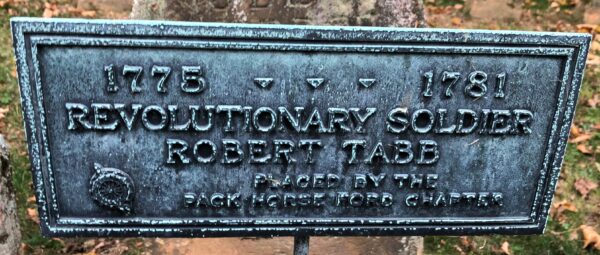 1775 1781
REVOLUTIONARY SOLDIER
ROBERT TABB
PLACED BY THE
PACK HORSE FORD CHAPTER